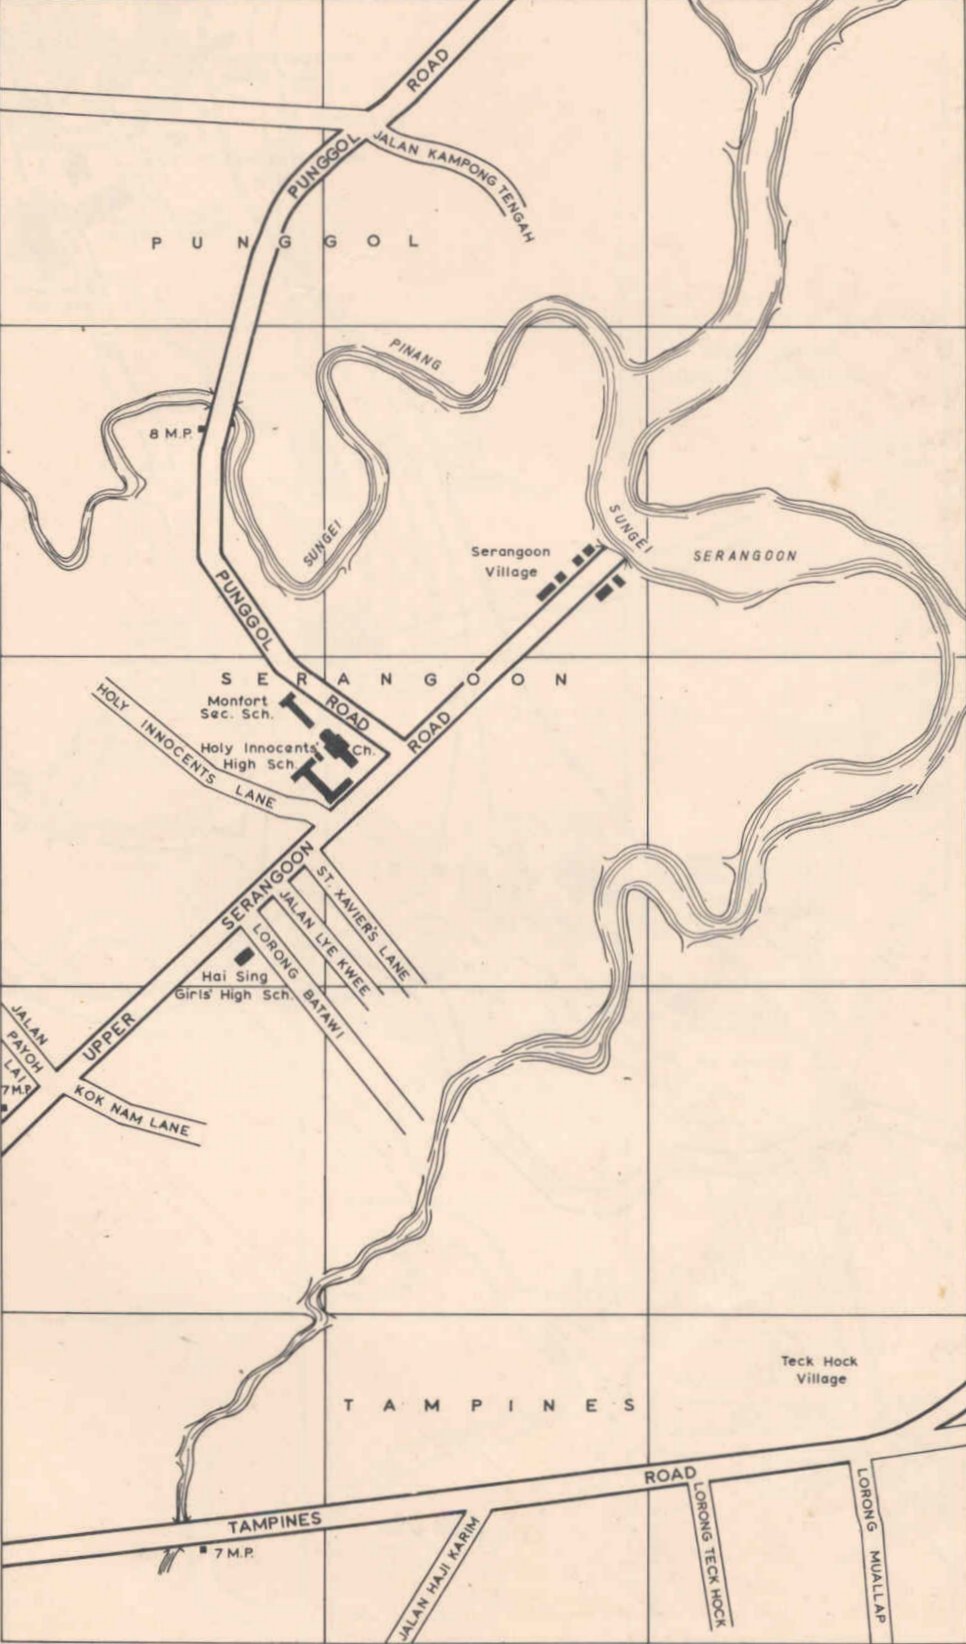 ROAD
PUNGGOL
JALAN KAMPONG TENGAH
PUNGGOL
PINANG
8 M.P.
SUNGEI
SUNGEI
SERANGOON
Serangoon
Village
PUNGGOL
SERANGOON
ROAD
Monfort
Sec. Sch.
HOLY INNOCENTS LANE
Holy Innocents'
High Sch.
Ch.
ROAD
SERANGOON
ST. XAVIER'S LANE
JALAN LYE KWEE
LORONG BATAWI
Hai Sing
Girls' High Sch.
UPPER
JALAN
PAYOH
LAI
7 M.P.
KOK NAM LANE
Teck Hock
Village
TAMPINES
ROAD
TAMPINES
7 M.P.
JALAN HAJI KARIM
LORONG TECK HOCK
LORONG MUALLAP